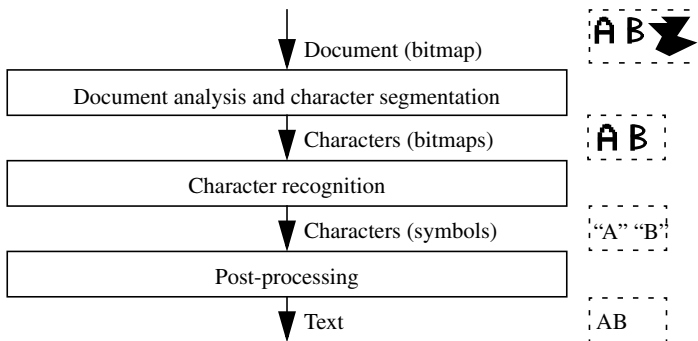 A B
Document (bitmap)
Document analysis and character segmentation
Characters (bitmaps)
A B
Character recognition
Characters (symbols)
“A” “B”
Post-processing
Text
AB